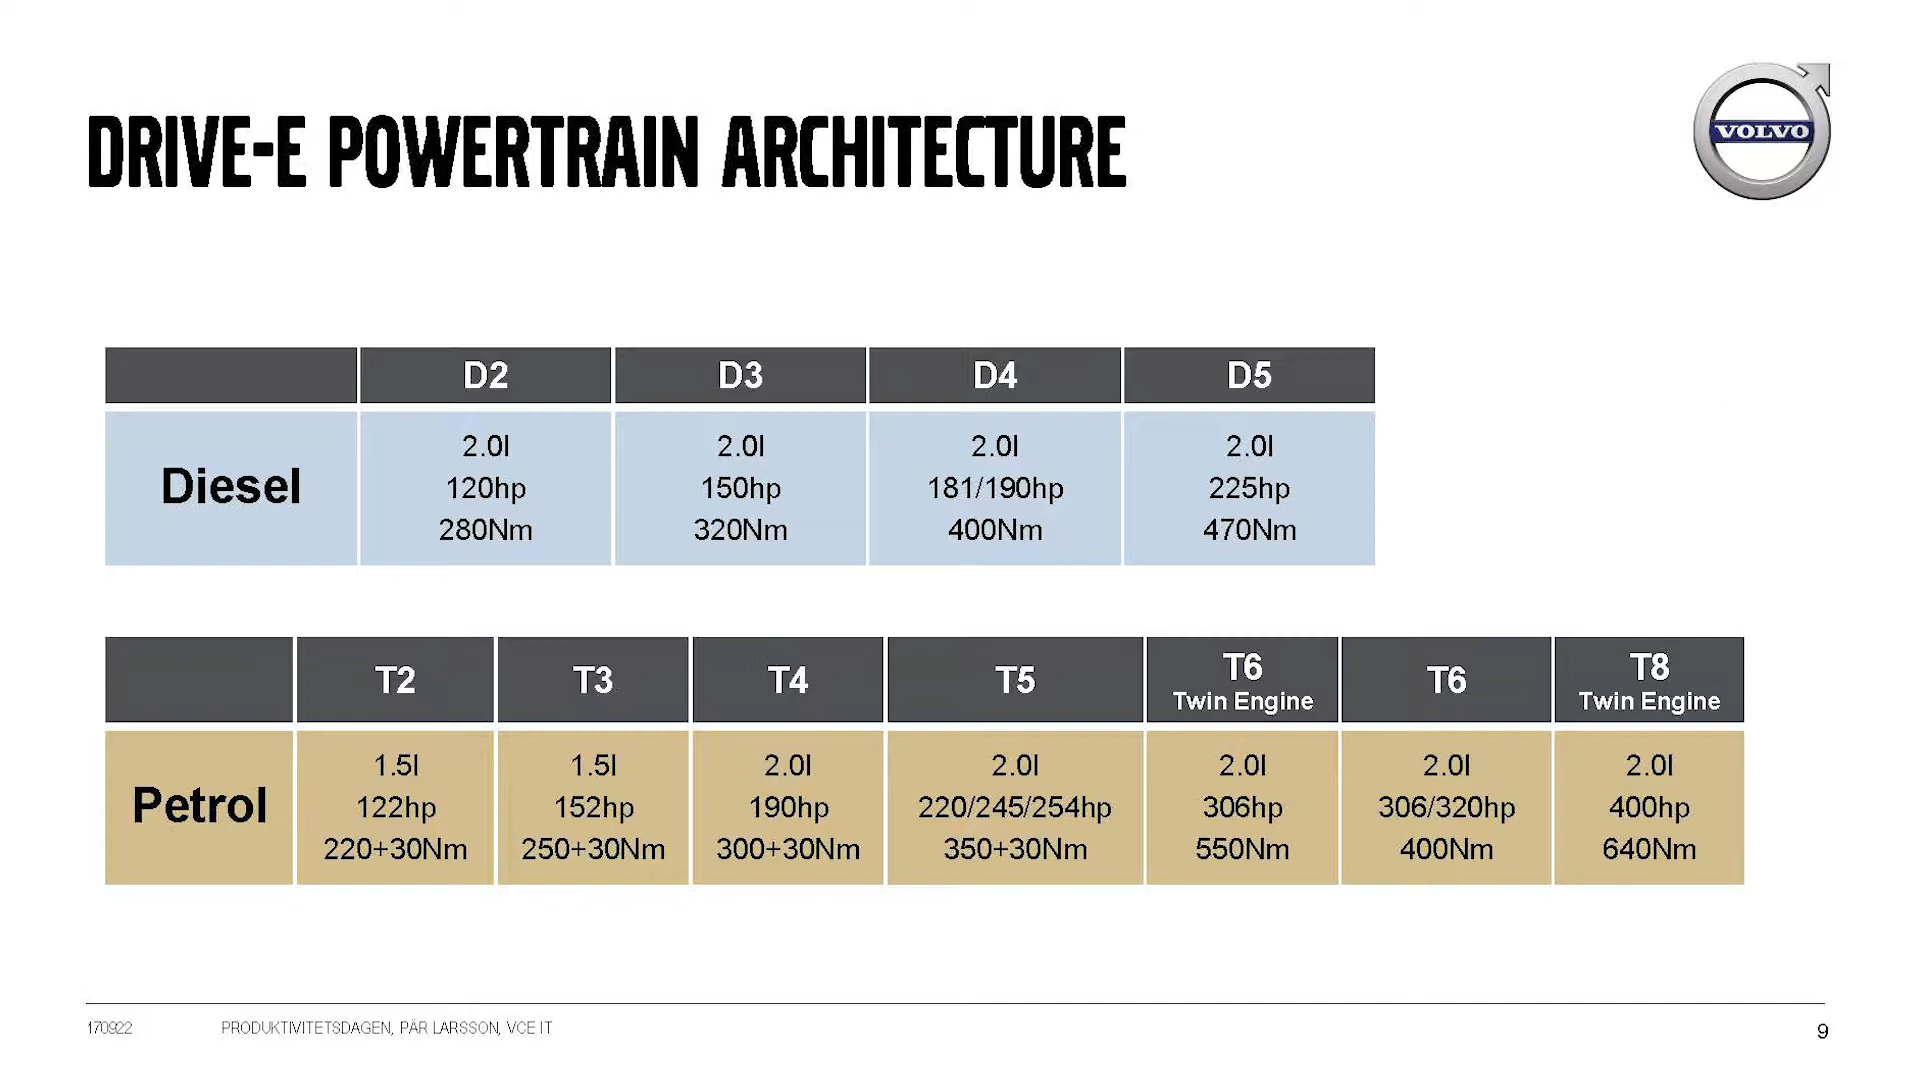 DRIVE-E POWERTRAIN ARCHITECTURE
VOLVO
D2 D3 D4 D5
Diesel
2.0l 2.0l 2.0l 2.0l
120hp 150hp 181/190hp 225hp
280Nm 320Nm 400Nm 470Nm
T2 T3 T4 T5 T6 T6 T8
Twin Engine Twin Engine
Petrol
1.5l 1.5l 2.0l 2.0l 2.0l 2.0l 2.0l
122hp 152hp 190hp 220/245/254hp 306hp 306/320hp 400hp
220+30Nm 250+30Nm 300+30Nm 350+30Nm 550Nm 400Nm 640Nm
170922 PRODUKTIVITETSDAGEN, PÄR LARSSON, VCE IT 9